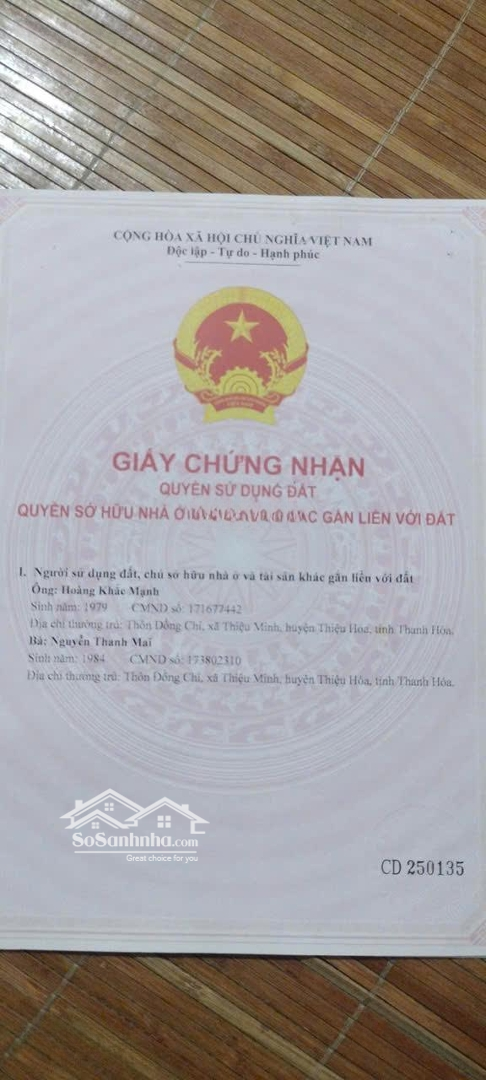 CỘNG HÒA XÃ HỘI CHỦ NGHĨA VIỆT NAM
Độc lập - Tự do - Hạnh phúc
GIẤY CHỨNG NHẬN
QUYỀN SỬ DỤNG ĐẤT
QUYỀN SỞ HỮU NHÀ Ở GẮN LIỀN VỚI ĐẤT
I. Người sử dụng đất, chủ sở hữu nhà ở và tài sản khác gắn liền với đất
Ông: Hoàng Khắc Mạnh
Sinh năm: 1979 CMND số: 171677442
Địa chỉ thường trú: Thôn Đồng Chí, xã Thiệu Minh, huyện Thiệu Hóa, tỉnh Thanh Hóa.
Bà: Nguyễn Thanh Mai
Sinh năm: 1984 CMND số: 173802310
Địa chỉ thường trú: Thôn Đồng Chí, xã Thiệu Minh, huyện Thiệu Hóa, tỉnh Thanh Hóa.
SoSanhnha.com
Great choice for you
CD 250135